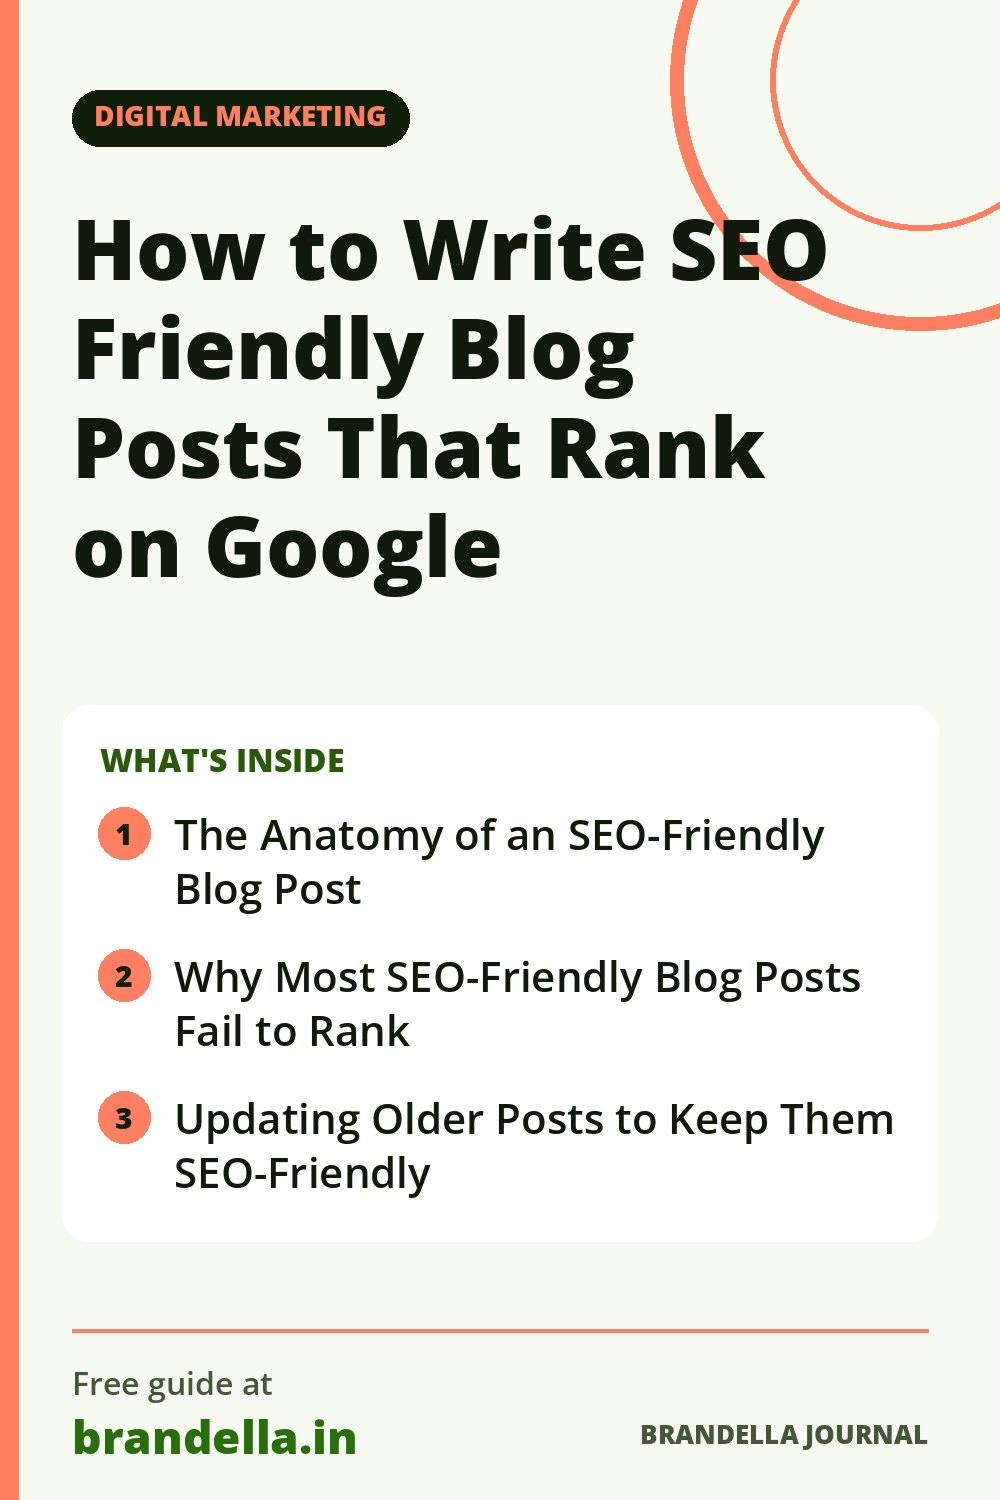 DIGITAL MARKETING
How to Write SEO
Friendly Blog
Posts That Rank
on Google
WHAT'S INSIDE
1 The Anatomy of an SEO-Friendly
Blog Post
2 Why Most SEO-Friendly Blog Posts
Fail to Rank
3 Updating Older Posts to Keep Them
SEO-Friendly
Free guide at
brandella.in
BRANDELLA JOURNAL